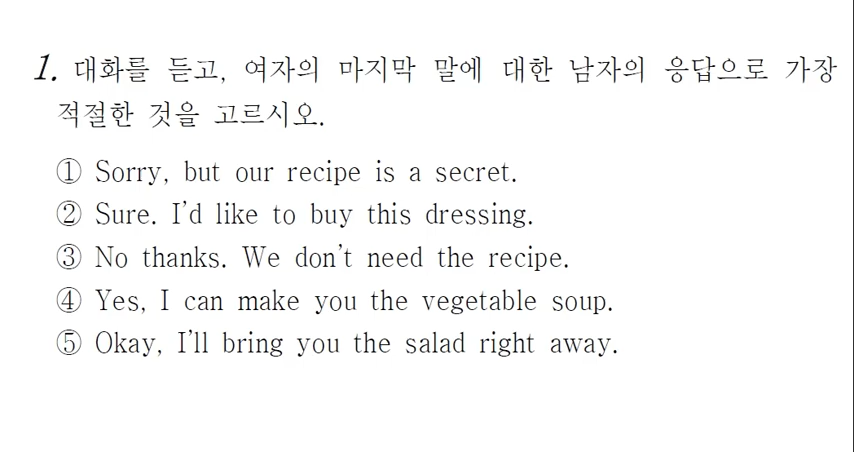 1. 대화를 듣고, 여자의 마지막 말에 대한 남자의 응답으로 가장
적절한 것을 고르시오.
① Sorry, but our recipe is a secret.
② Sure. I’d like to buy this dressing.
③ No thanks. We don’t need the recipe.
④ Yes, I can make you the vegetable soup.
⑤ Okay, I’ll bring you the salad right away.